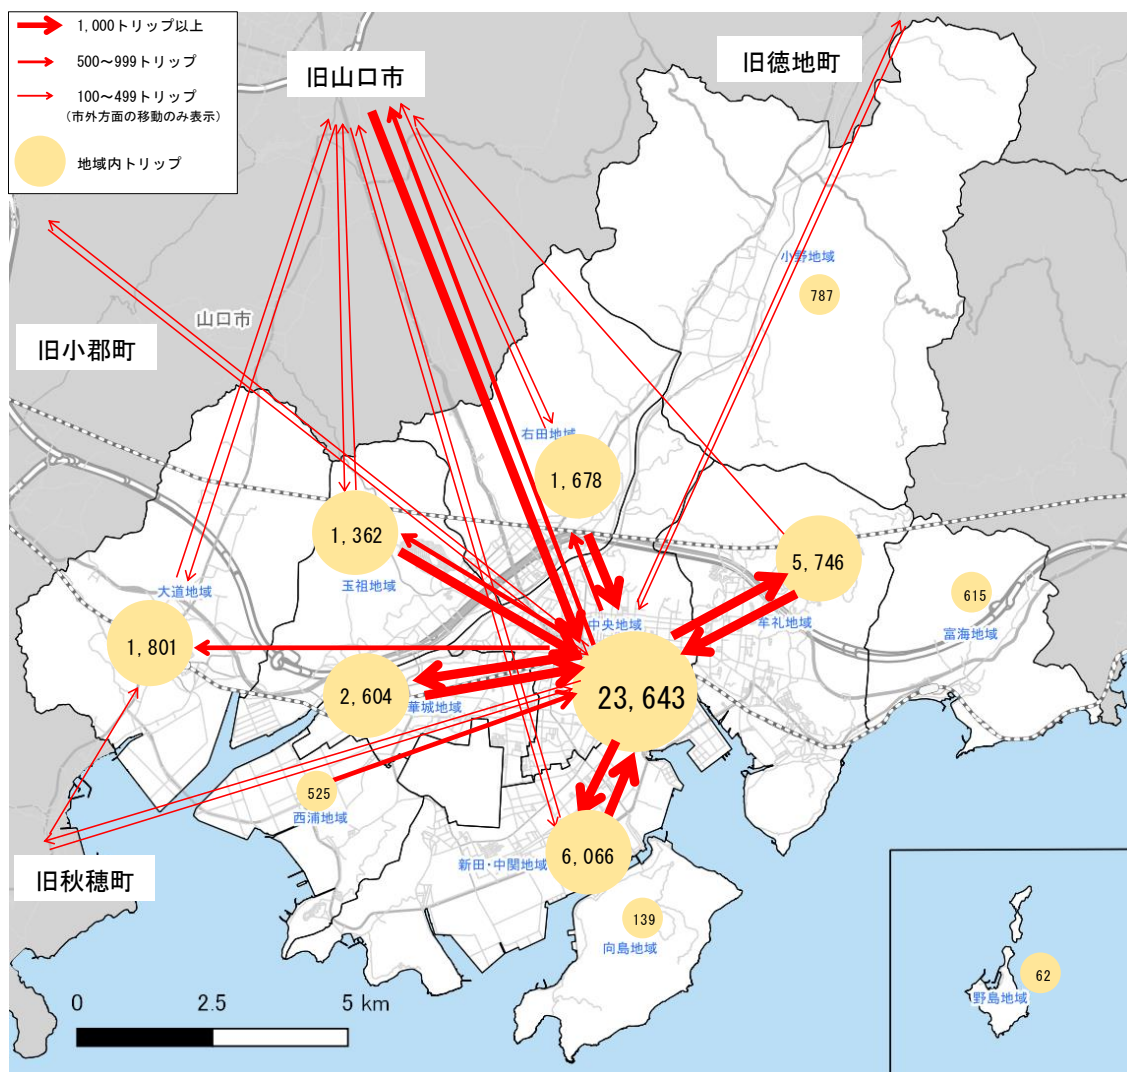 1,000トリップ以上
500～999トリップ
100～499トリップ
（市外方面の移動のみ表示）
地域内トリップ
旧山口市
旧徳地町
小野地域
787
山口市
旧小郡町
右田地域
1,678
1,362
玉祖地域
5,746
牟礼地域
615
富海地域
大道地域
1,801
中央地域
23,643
2,604
華城地域
525
西浦地域
新田・中関地域
6,066
旧秋穂町
139
向島地域
62
野島地域
0 2.5 5 km